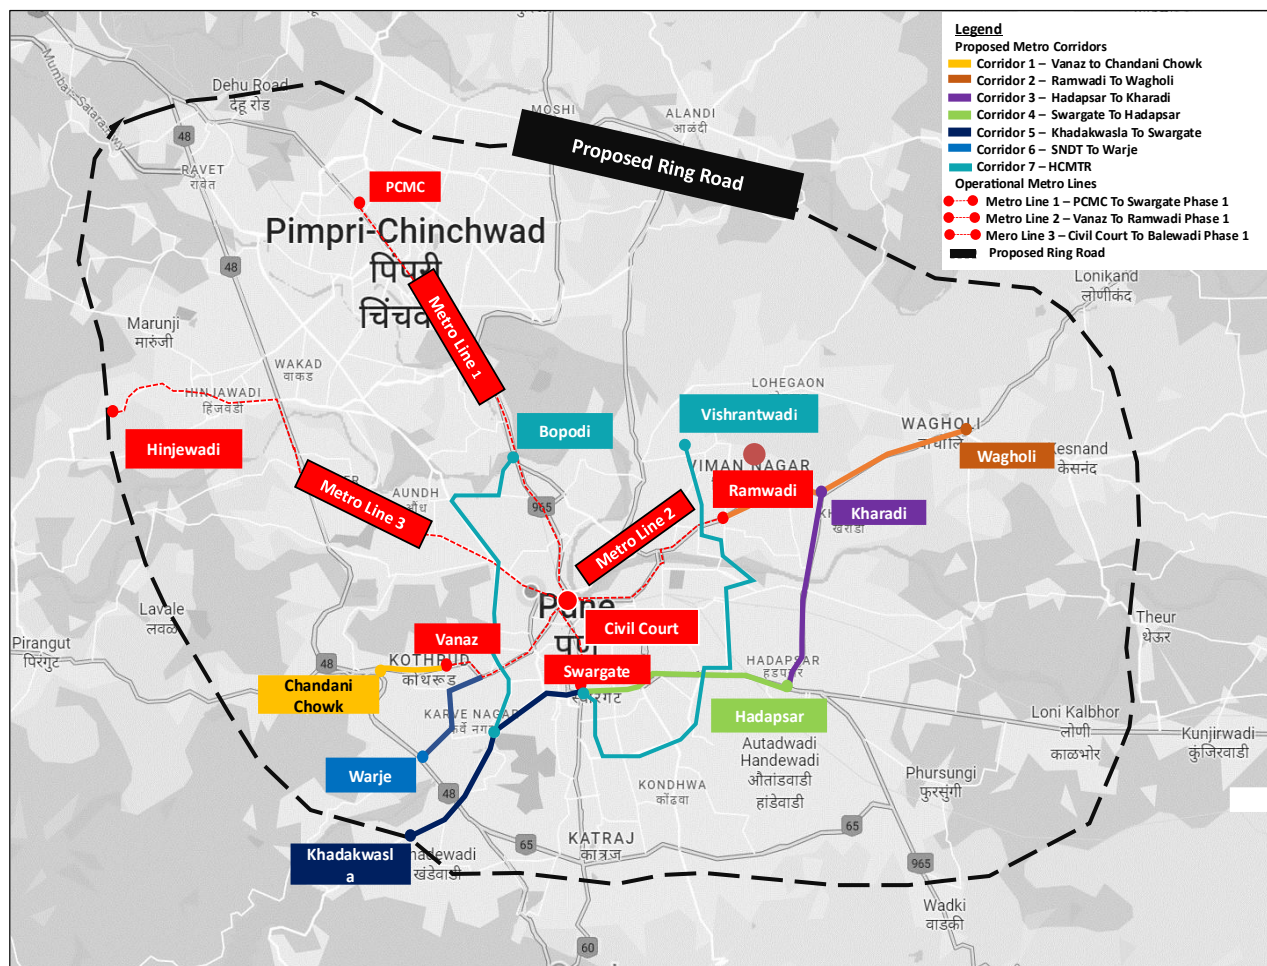 Legend
Proposed Metro Corridors
Corridor 1 – Vanaz to Chandani Chowk
Corridor 2 – Ramwadi To Wagholi
Corridor 3 – Hadapsar To Kharadi
Corridor 4 – Swargate To Hadapsar
Corridor 5 – Khadakwasla To Swargate
Corridor 6 – SNDT To Warje
Corridor 7 – HCMTR
Operational Metro Lines
Metro Line 1 – PCMC To Swargate Phase 1
Metro Line 2 – Vanaz To Ramwadi Phase 1
Mero Line 3 – Civil Court To Balewadi Phase 1
Proposed Ring Road
Dehu Road
देहू रोड
MOSHI
ALANDI
आळंदी
48
RAVET
रावेत
Proposed Ring Road
PCMC
Pimpri-Chinchwad
पिंपरी
48
Lonikand
लोणीकंद
Marunji
मारुंजी
Metro Line 1
WAKAD
वाकड
HINJAWADI
हिंजवडी
LOHEGAON
Hinjewadi
Bopodi
Vishrantwadi
WAGHOLI
Wagholi
केसनंद
VIMAN NAGAR
Ramwadi
Kharadi
खराडी
Metro Line 3
AUNDH
औंध
965
Metro Line 2
Lavale
लवळे
Pune
Civil Court
Theur
थेऊर
Pirangut
पिरंगुट
48
Vanaz
KOTHRUD
कोथरूड
Swargate
HADAPSAR
हडपसर
Chandani
Chowk
KARVE NAGAR
Hadapsar
Loni Kalbhor
लोणी
काळभोर
Kunjirwadi
कुंजिरवाडी
Autadwadi
Handewadi
औतांडवाडी
हांडेवाडी
Warje
48
KONDHWA
कोंढवा
Phursungi
फुरसुंगी
65
KATRAJ
कात्रज
65
965
Khadakwasl
a
खंडेवाडी
Wadki
वाडकी
60